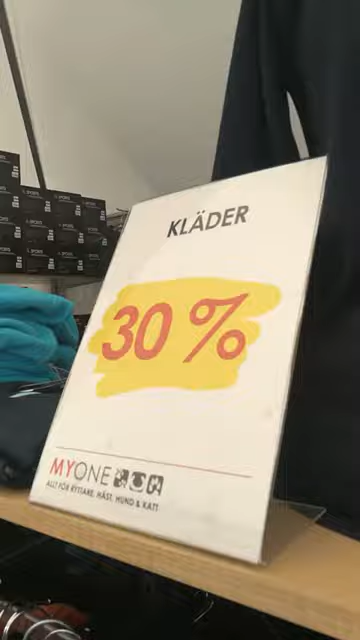 KLÄDER
30 %
MYONE
ALLT FÖR RYTTARE, HÄST, HUND & KATT